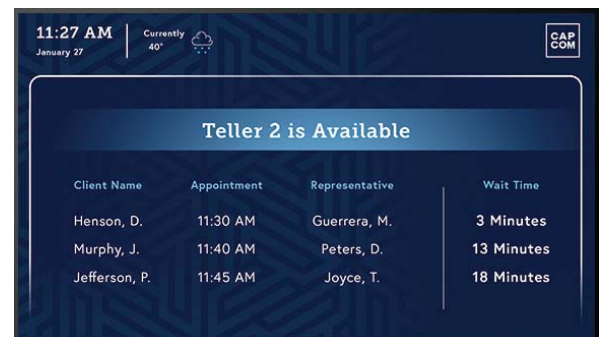 11:27 AM
January 27
Currently
40°
CAP
COM
Teller 2 is Available
Client Name Appointment Representative Wait Time
Henson, D. 11:30 AM Guerrera, M. 3 Minutes
Murphy, J. 11:40 AM Peters, D. 13 Minutes
Jefferson, P. 11:45 AM Joyce, T. 18 Minutes